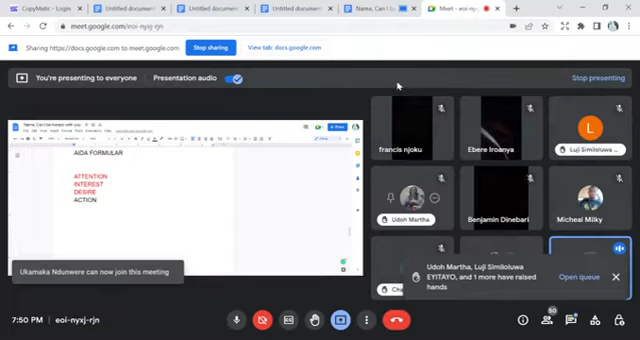 CopyMatic - Login
Untitled document
Untitled document
Untitled document
Name, Can I b
Meet - eoi-nyxj-
meet.google.com/eoi-nyxj-rjn
Sharing https://docs.google.com to meet.google.com
Stop sharing
View tab: docs.google.com
You're presenting to everyone
Presentation audio
Stop presenting
AIDA FORMULAR
ATTENTION
INTEREST
DESIRE
ACTION
francis njoku
Ebere Iroanya
L
Luji Similoluwa ...
Udoh Martha
Benjamin Dinebari
Micheal Milky
Cha
Ukamaka Ndunwere can now join this meeting
Udoh Martha, Luji Similoluwa
EYITAYO, and 1 more have raised
hands
Open queue
7:50 PM
eoi-nyxj-rjn
50